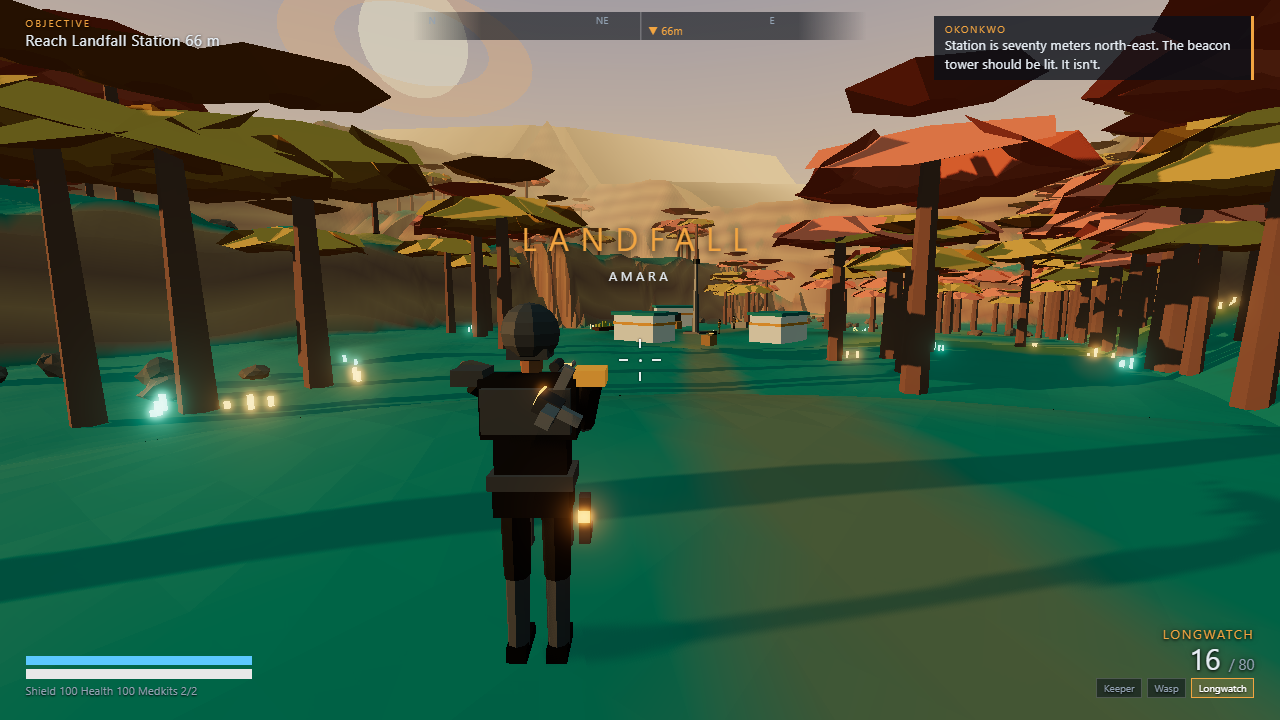 OBJECTIVE
Reach Landfall Station 66 m
NE
E
66m
OKONKWO
Station is seventy meters north-east. The beacon
tower should be lit. It isn't.
LANDFALL
AMARA
Shield 100 Health 100 Medkits 2/2
LONGWATCH
16 / 80
Keeper Wasp Longwatch